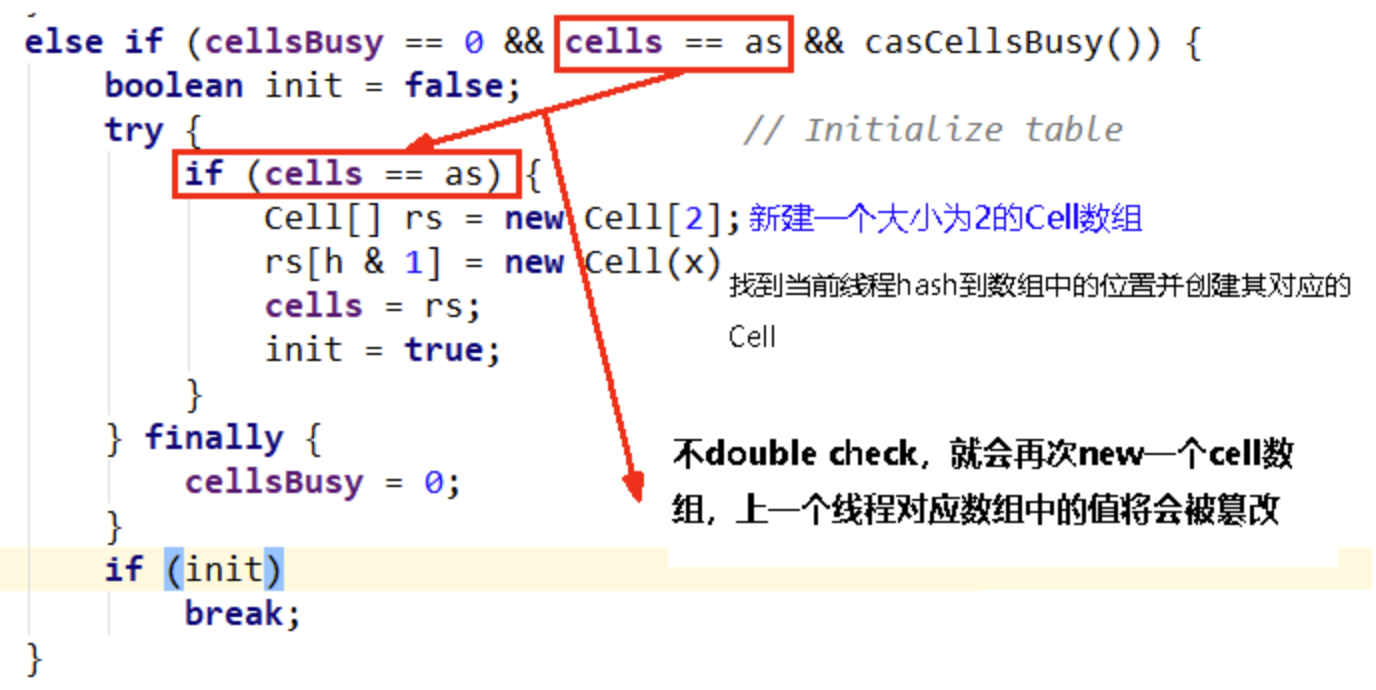 else if (cellsBusy == 0 && cells == as && casCellsBusy()) {
boolean init = false;
try { // Initialize table
if (cells == as) {
Cell[] rs = new Cell[2]; 新建一个大小为2的Cell数组
rs[h & 1] = new Cell(x)
找到当前线程hash到数组中的位置并创建其对应的
cells = rs;
Cell
init = true;
}
} finally {
不double check，就会再次new一个cell数
cellsBusy = 0;
组，上一个线程对应数组中的值将会被篡改
}
if (init)
break;
}